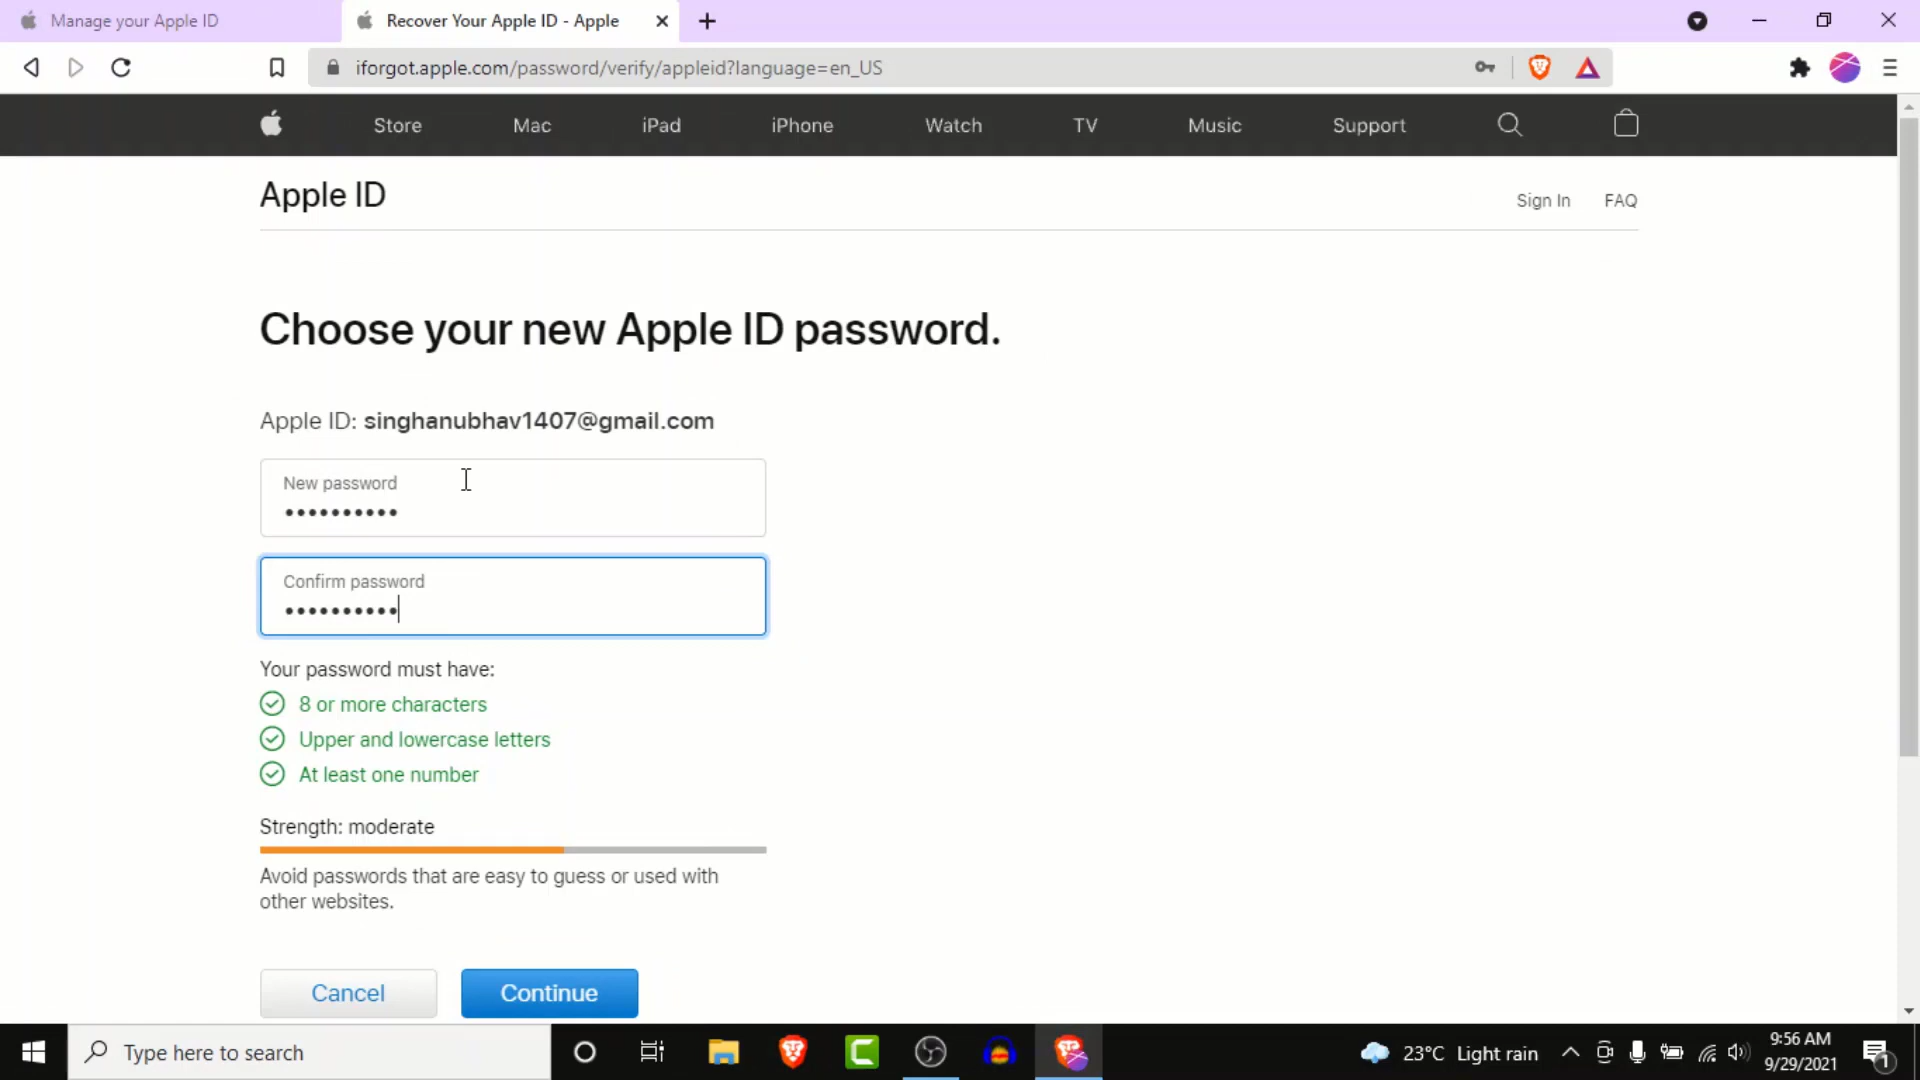 Manage your Apple ID
Recover Your Apple ID - Apple
iforgot.apple.com/password/verify/appleid?language=en_US
Store Mac iPad iPhone Watch TV Music Support
Apple ID
Sign In FAQ
Choose your new Apple ID password.
Apple ID: singhanubhav1407@gmail.com
New password
••••••••••
Confirm password
••••••••••
Your password must have:
8 or more characters
Upper and lowercase letters
At least one number
Strength: moderate
Avoid passwords that are easy to guess or used with
other websites.
Cancel Continue
Type here to search
23°C Light rain
9:56 AM
9/29/2021
1